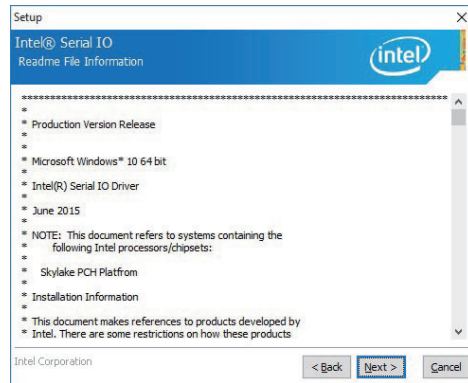 Setup
Intel® Serial IO
Readme File Information
intel
*******************************************************************************
*
* Production Version Release
*
*
* Microsoft Windows* 10 64 bit
*
* Intel(R) Serial IO Driver
*
* June 2015
*
* NOTE: This document refers to systems containing the
* following Intel processors/chipsets:
*
* Skylake PCH Platfrom
*
* Installation Information
*
* This document makes references to products developed by
* Intel. There are some restrictions on how these products
Intel Corporation
< Back Next > Cancel